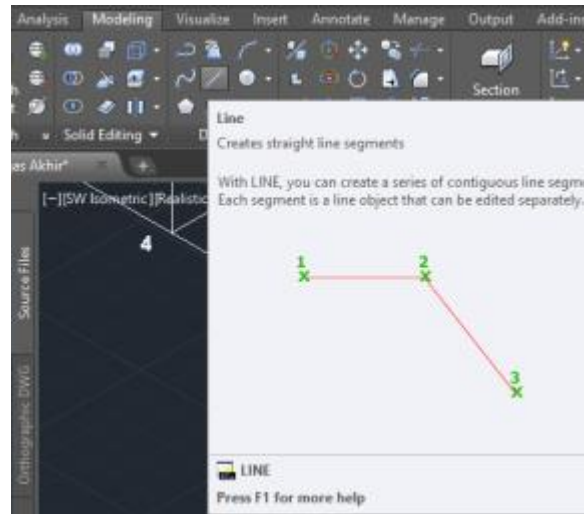 Analysis Modeling Visualize Insert Annotate Manage Output Add-ins
Section
Solid Editing
Line
Creates straight line segments
as Akhir*
With LINE, you can create a series of contiguous line segm
Each segment is a line object that can be edited separately.
[-][SW Isometric][Realistic
4
1
2
3
Source Files
Orthographic DWG
LINE
Press F1 for more help